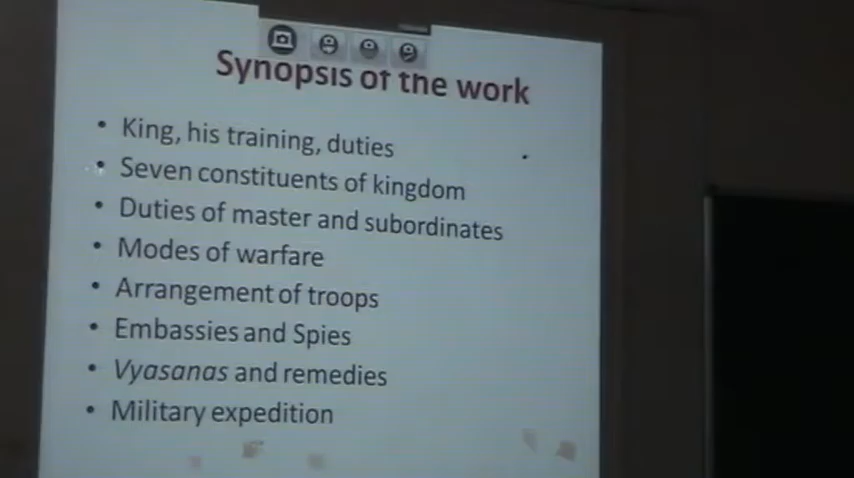 Synopsis of the work
• King, his training, duties
• Seven constituents of kingdom
• Duties of master and subordinates
• Modes of warfare
• Arrangement of troops
• Embassies and Spies
• Vyasanas and remedies
• Military expedition